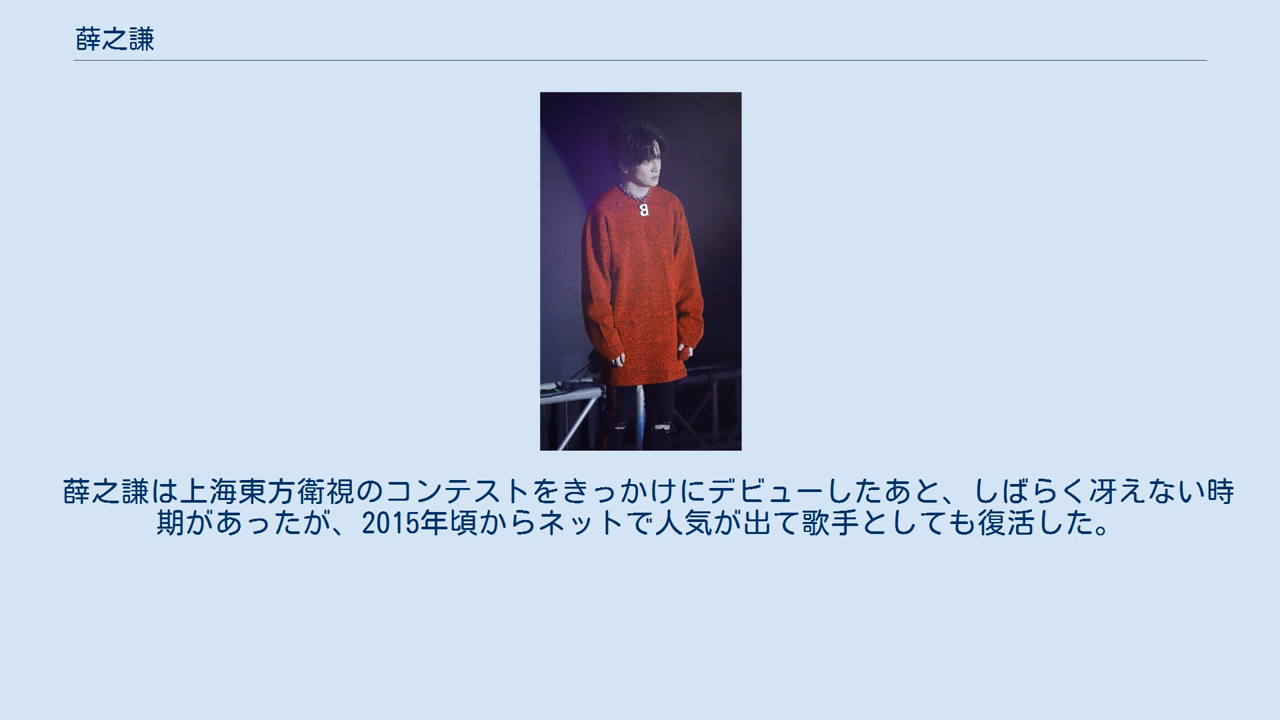 薛之謙
B
薛之謙は上海東方衛視のコンテストをきっかけにデビューしたあと、しばらく冴えない時
期があったが、2015年頃からネットで人気が出て歌手としても復活した。